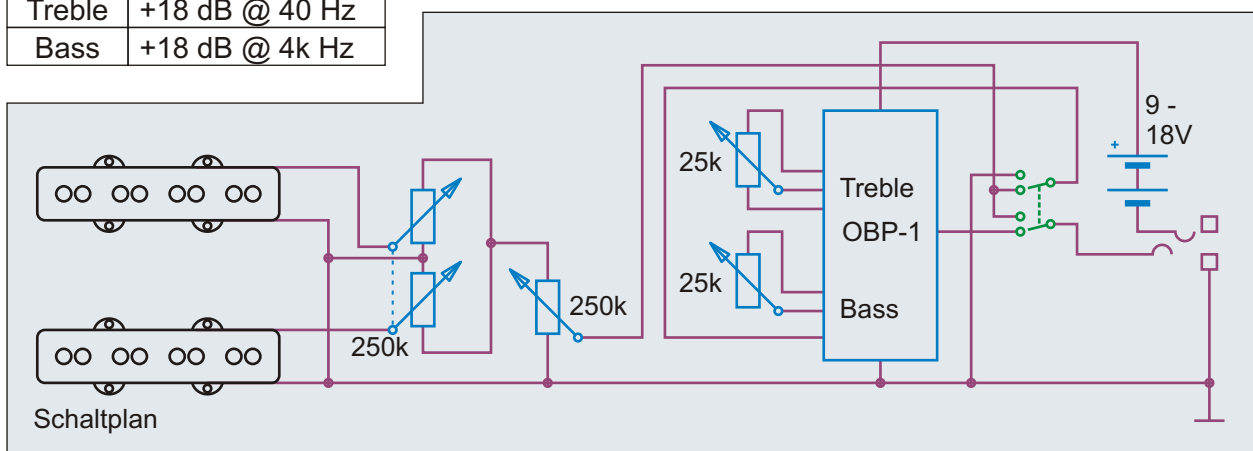 Treble +18 dB @ 40 Hz
Bass +18 dB @ 4k Hz
9 -
18V
+
25k
Treble
OBP-1
25k
Bass
250k
250k
Schaltplan